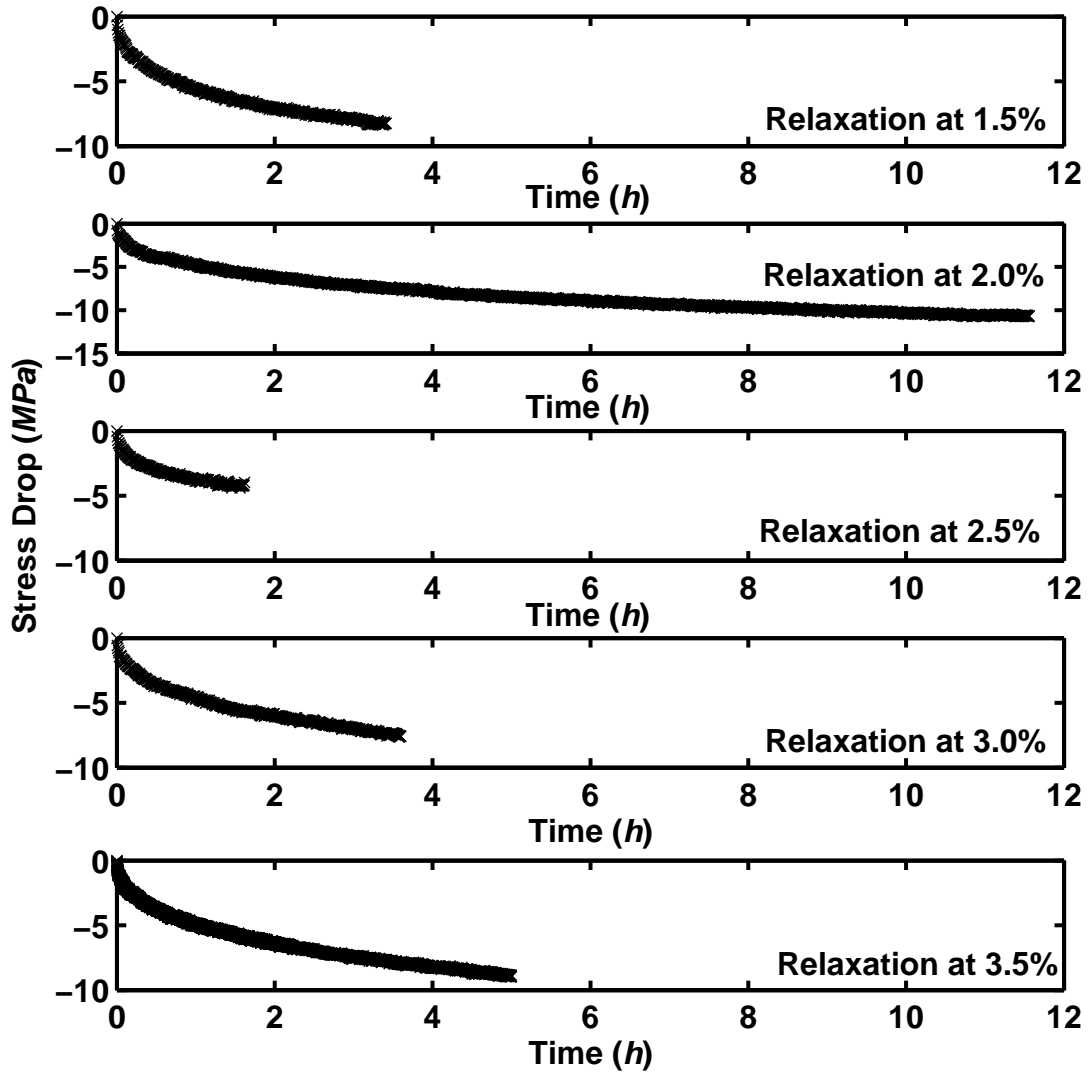 0
−5
−10
Relaxation at 1.5%
0 2 4 6 8 10 12
Time (h)
0
−5
−10
−15
Relaxation at 2.0%
0 2 4 6 8 10 12
Time (h)
Stress Drop (MPa)
0
−5
−10
Relaxation at 2.5%
0 2 4 6 8 10 12
Time (h)
0
−5
−10
Relaxation at 3.0%
0 2 4 6 8 10 12
Time (h)
0
−5
−10
Relaxation at 3.5%
0 2 4 6 8 10 12
Time (h)